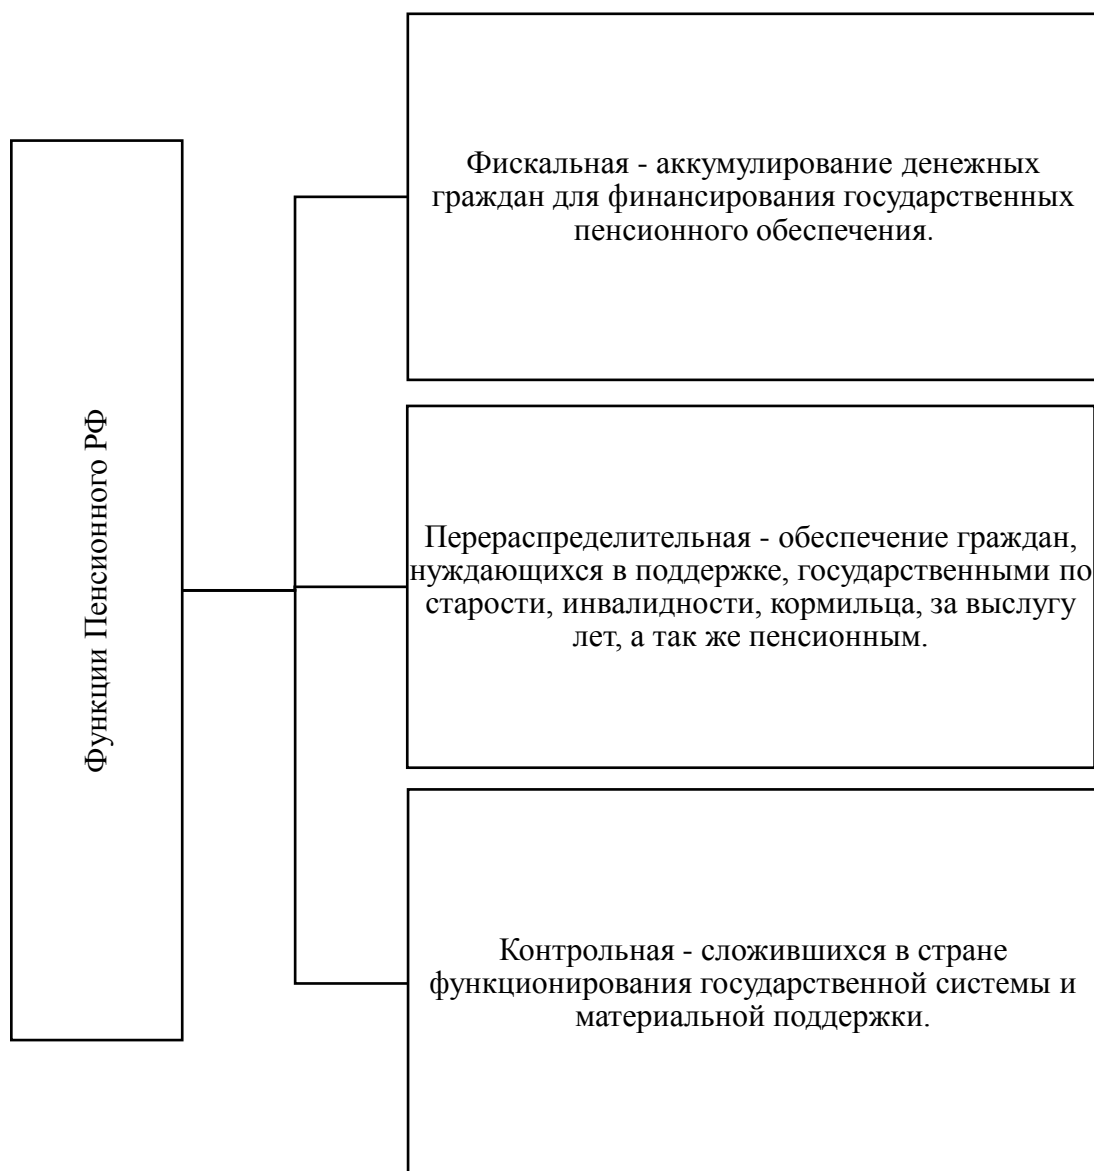 Функции Пенсионного РФ
Фискальная - аккумулирование денежных
граждан для финансирования государственных
пенсионного обеспечения.
Перераспределительная - обеспечение граждан,
нуждающихся в поддержке, государственными по
старости, инвалидности, кормильца, за выслугу
лет, а так же пенсионным.
Контрольная - сложившихся в стране
функционирования государственной системы и
материальной поддержки.